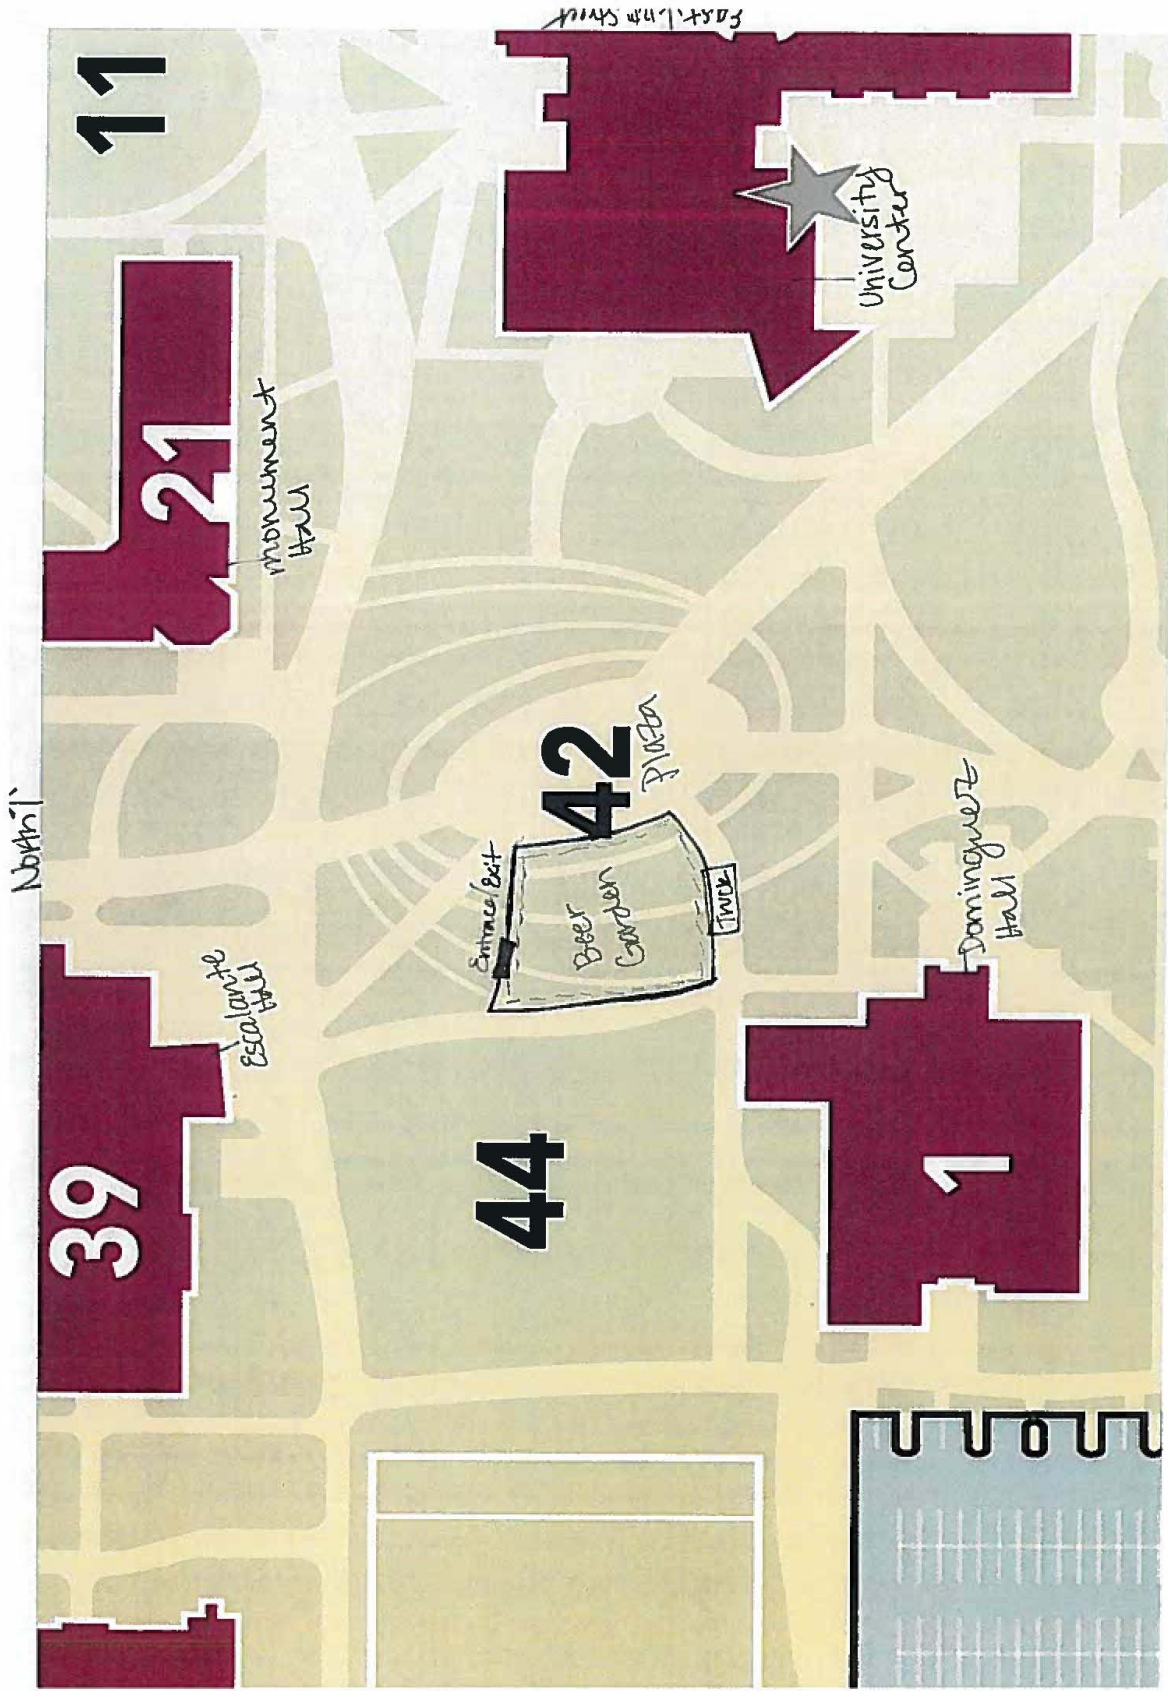 11
University
Center
21
monument
Hall
42
Plaza
North
Entrance/Exit
Beer
Garden
Truck
Dominguez
Hall
Escalante
Hall
44
39
1